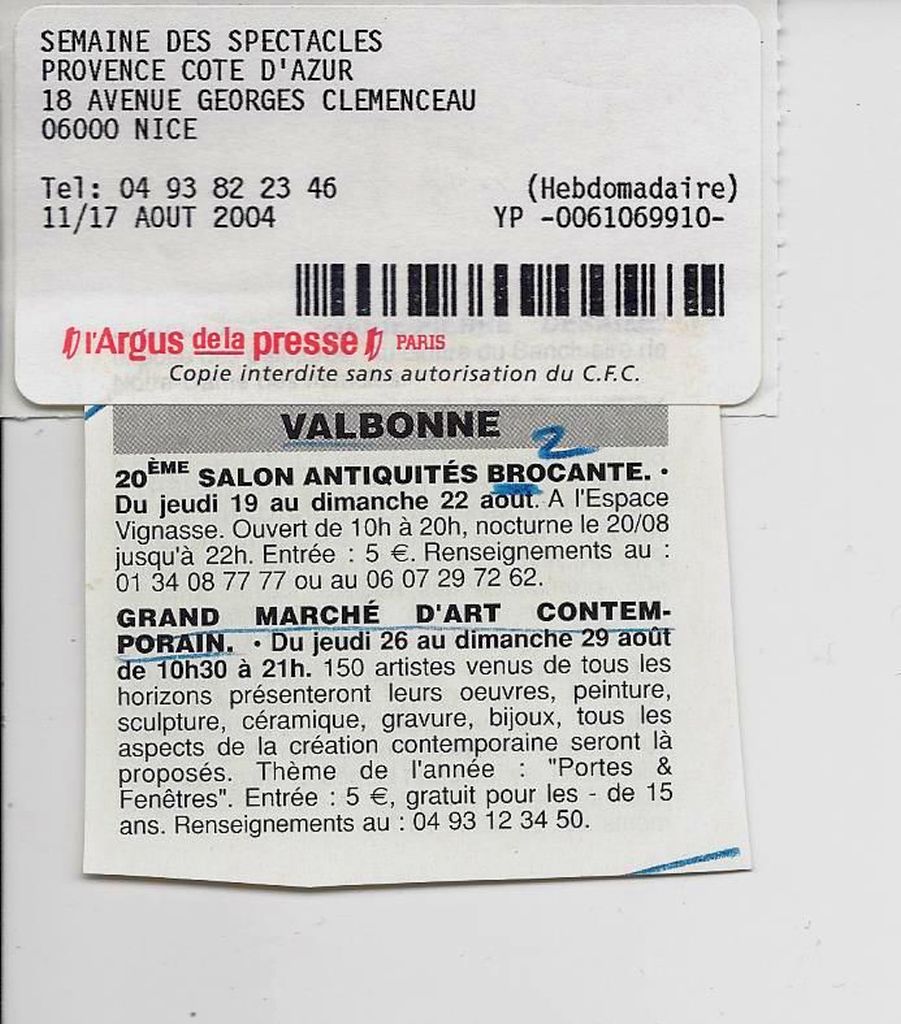 SEMAINE DES SPECTACLES
PROVENCE COTE D'AZUR
18 AVENUE GEORGES CLEMENCEAU
06000 NICE
Tel: 04 93 82 23 46 (Hebdomadaire)
11/17 AOUT 2004 YP -0061069910-
l'Argus de la presse PARIS
Copie interdite sans autorisation du C.F.C.
VALBONNE
2
20ÈME SALON ANTIQUITÉS BROCANTE. •
Du jeudi 19 au dimanche 22 août. A l'Espace
Vignasse. Ouvert de 10h à 20h, nocturne le 20/08
jusqu'à 22h. Entrée : 5 €. Renseignements au :
01 34 08 77 77 ou au 06 07 29 72 62.
GRAND MARCHÉ D'ART CONTEM-
PORAIN. • Du jeudi 26 au dimanche 29 août
de 10h30 à 21h. 150 artistes venus de tous les
horizons présenteront leurs oeuvres, peinture,
sculpture, céramique, gravure, bijoux, tous les
aspects de la création contemporaine seront là
proposés. Thème de l'année : "Portes &
Fenêtres". Entrée : 5 €, gratuit pour les - de 15
ans. Renseignements au : 04 93 12 34 50.